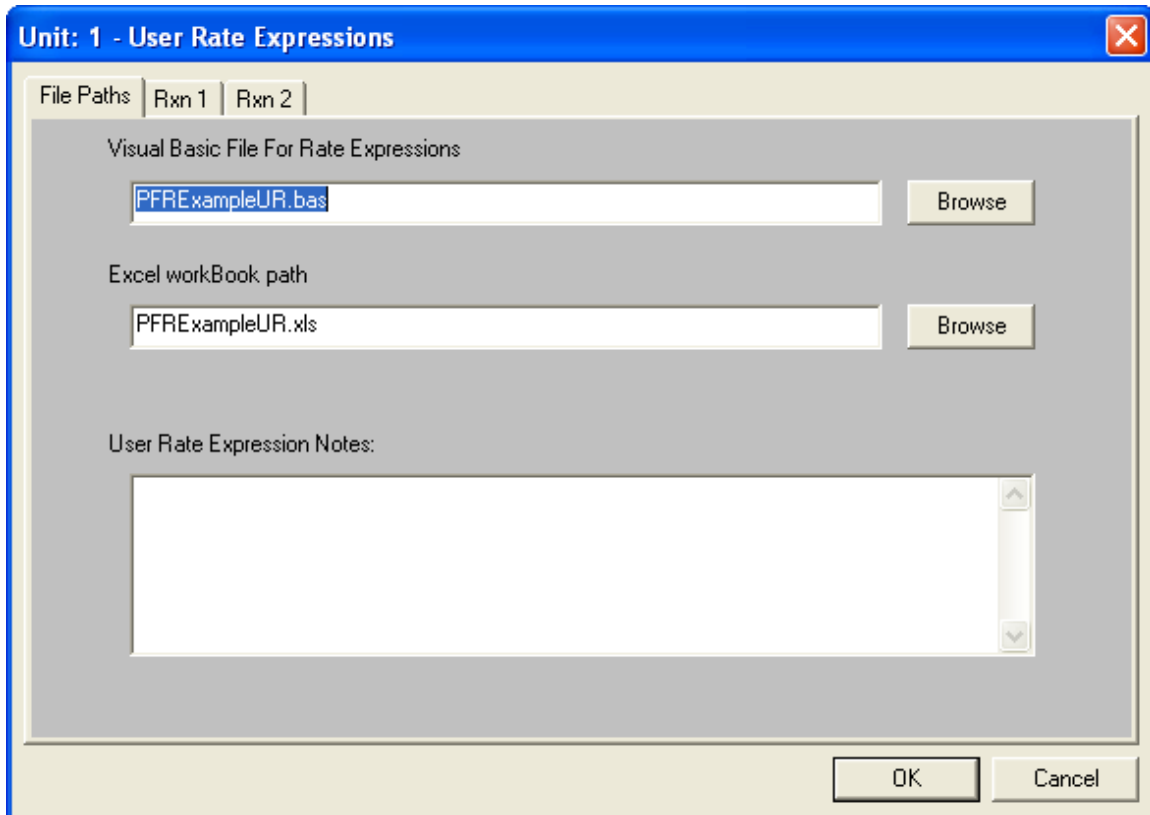 Unit: 1 - User Rate Expressions
File Paths Rxn 1 Rxn 2
Visual Basic File For Rate Expressions
PFRExampleUR.bas Browse
Excel workBook path
PFRExampleUR.xls Browse
User Rate Expression Notes:
OK Cancel